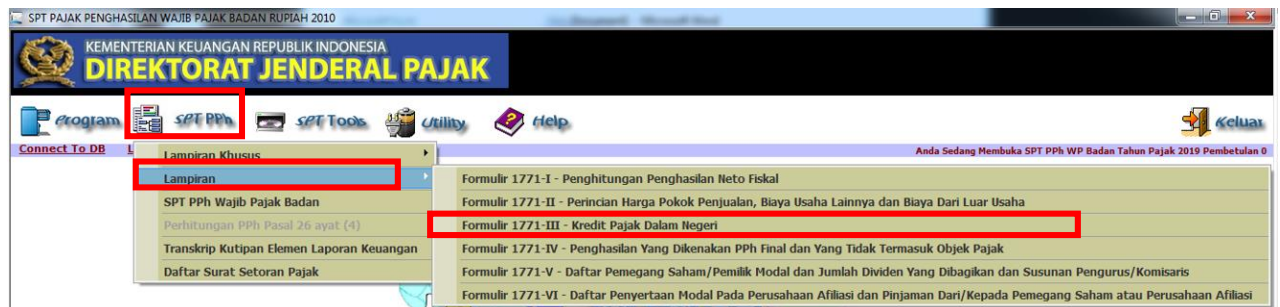 SPT PAJAK PENGHASILAN WAJIB PAJAK BADAN RUPIAH 2010
KEMENTERIAN KEUANGAN REPUBLIK INDONESIA
DIREKTORAT JENDERAL PAJAK
Program SPT PPh SPT Tools Utility Help Keluar
Connect To DB L Anda Sedang Membuka SPT PPh WP Badan Tahun Pajak 2019 Pembetulan 0
Lampiran Khusus
Lampiran Formulir 1771-I - Penghitungan Penghasilan Neto Fiskal
SPT PPh Wajib Pajak Badan Formulir 1771-II - Perincian Harga Pokok Penjualan, Biaya Usaha Lainnya dan Biaya Dari Luar Usaha
Perhitungan PPh Pasal 26 ayat (4) Formulir 1771-III - Kredit Pajak Dalam Negeri
Transkrip Kutipan Elemen Laporan Keuangan Formulir 1771-IV - Penghasilan Yang Dikenakan PPh Final dan Yang Tidak Termasuk Objek Pajak
Daftar Surat Setoran Pajak Formulir 1771-V - Daftar Pemegang Saham/Pemilik Modal dan Jumlah Dividen Yang Dibagikan dan Susunan Pengurus/Komisaris
Formulir 1771-VI - Daftar Penyertaan Modal Pada Perusahaan Afiliasi dan Pinjaman Dari/Kepada Pemegang Saham atau Perusahaan Afiliasi